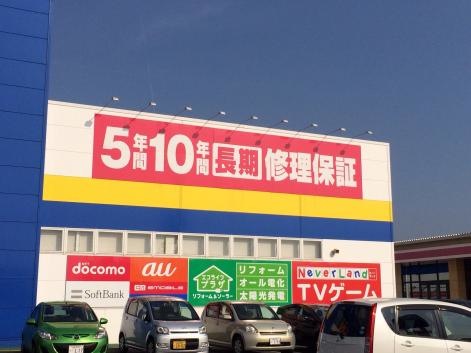 5年間10年間長期修理保証
docomo
au
SoftBank
EMOBILE
エコライフプラザ
リフォーム&ソーラー
リフォーム
オール電化
太陽光発電
NeverLand
TVゲーム